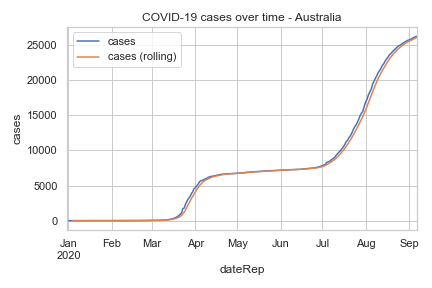 COVID-19 cases over time - Australia
cases
cases (rolling)
25000
20000
15000
10000
5000
0
cases
Jan Feb Mar Apr May Jun Jul Aug Sep
2020
dateRep